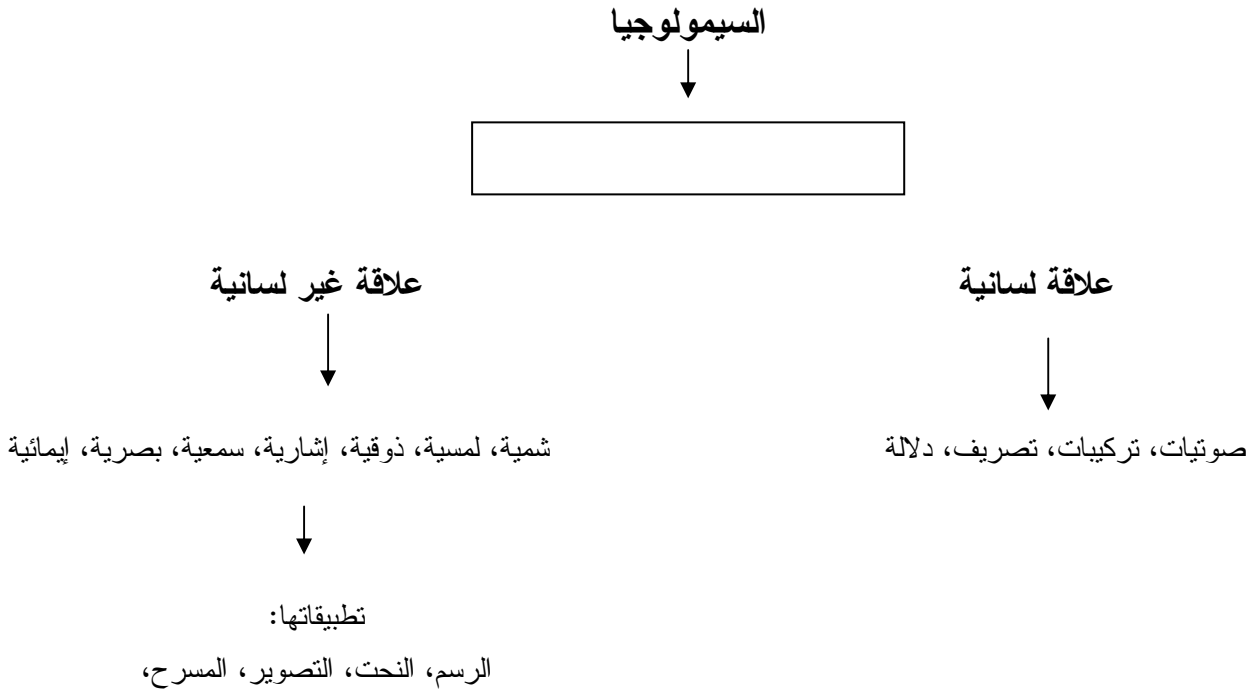 السيمولوجيا
علاقة لسانية
علاقة غير لسانية
صوتيات، تركيبات، تصريف، دلالة
شمية، لمسية، ذوقية، إشارية، سمعية، بصرية، إيمائية
تطبيقاتها:
الرسم، النحت، التصوير، المسرح،